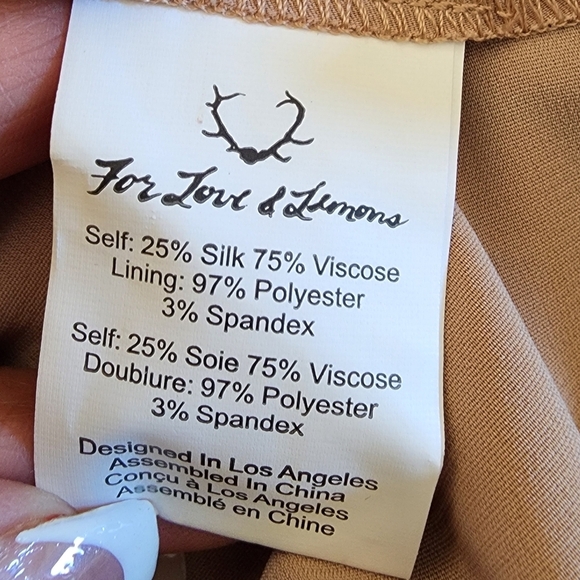 For Love & Lemons
Self: 25% Silk 75% Viscose
Lining: 97% Polyester
3% Spandex
Self: 25% Soie 75% Viscose
Doublure: 97% Polyester
3% Spandex
Designed In Los Angeles
Assembled In China
Conçu à Los Angeles
Assemblé en Chine